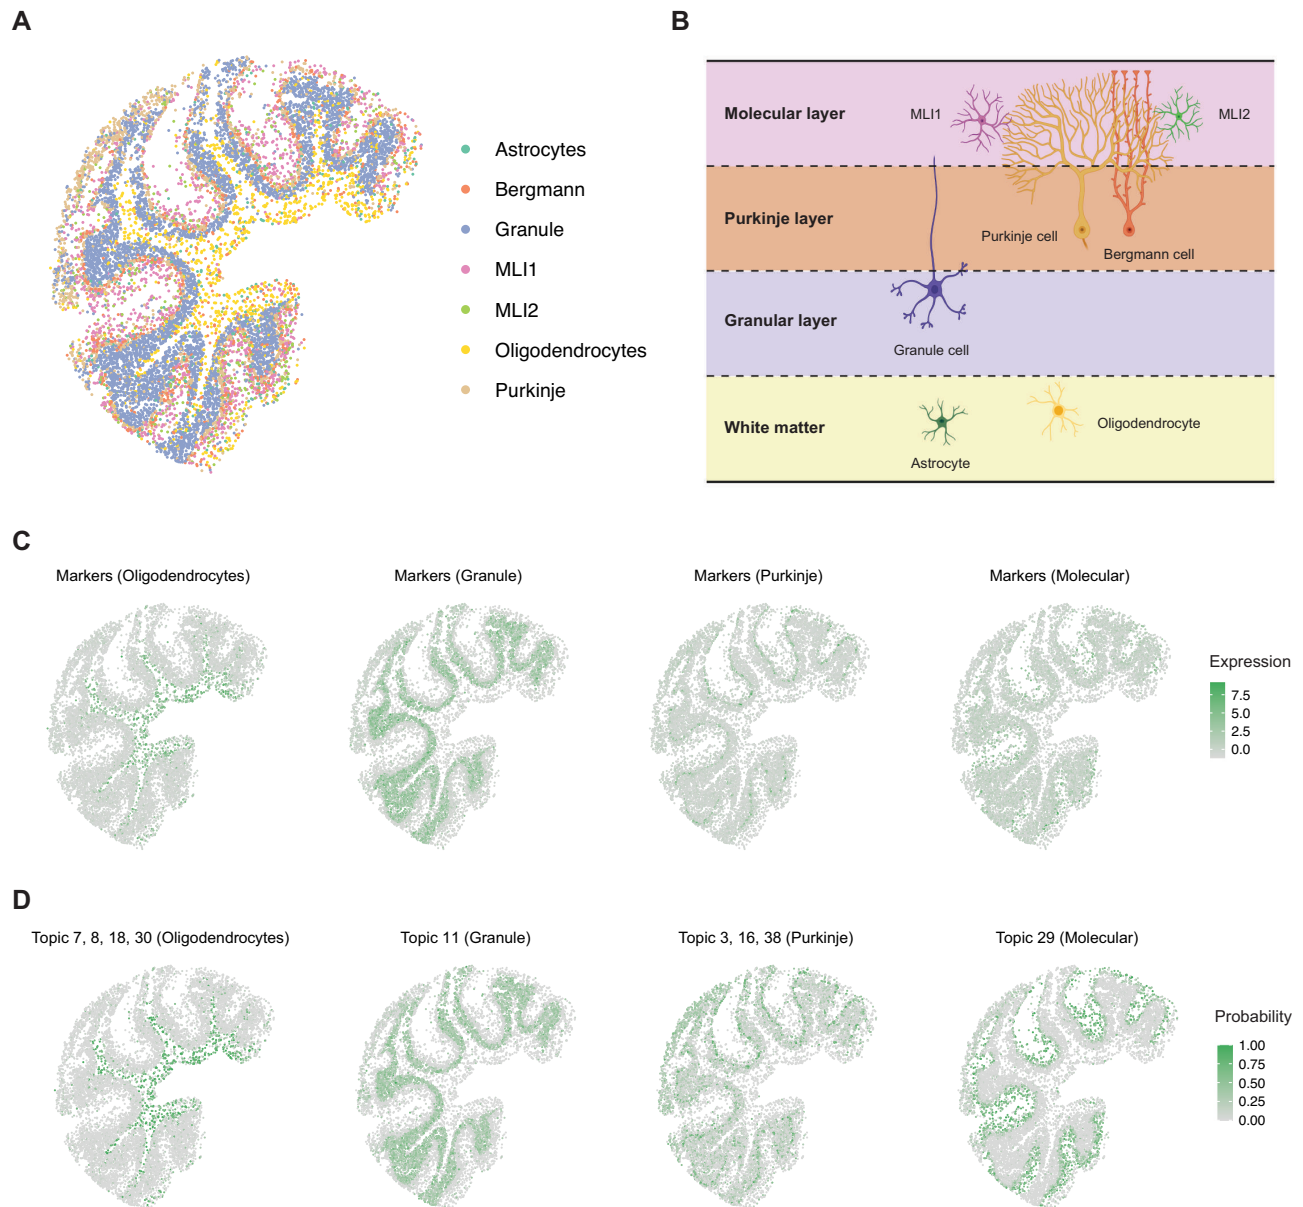 A
Astrocytes
Bergmann
Granule
MLI1
MLI2
Oligodendrocytes
Purkinje
B
Molecular layer
MLI1
MLI2
Purkinje layer
Purkinje cell
Bergmann cell
Granular layer
Granule cell
White matter
Oligodendrocyte
Astrocyte
C
Markers (Oligodendrocytes)
Markers (Granule)
Markers (Purkinje)
Markers (Molecular)
Expression
7.5
5.0
2.5
0.0
D
Topic 7, 8, 18, 30 (Oligodendrocytes)
Topic 11 (Granule)
Topic 3, 16, 38 (Purkinje)
Topic 29 (Molecular)
Probability
1.00
0.75
0.50
0.25
0.00